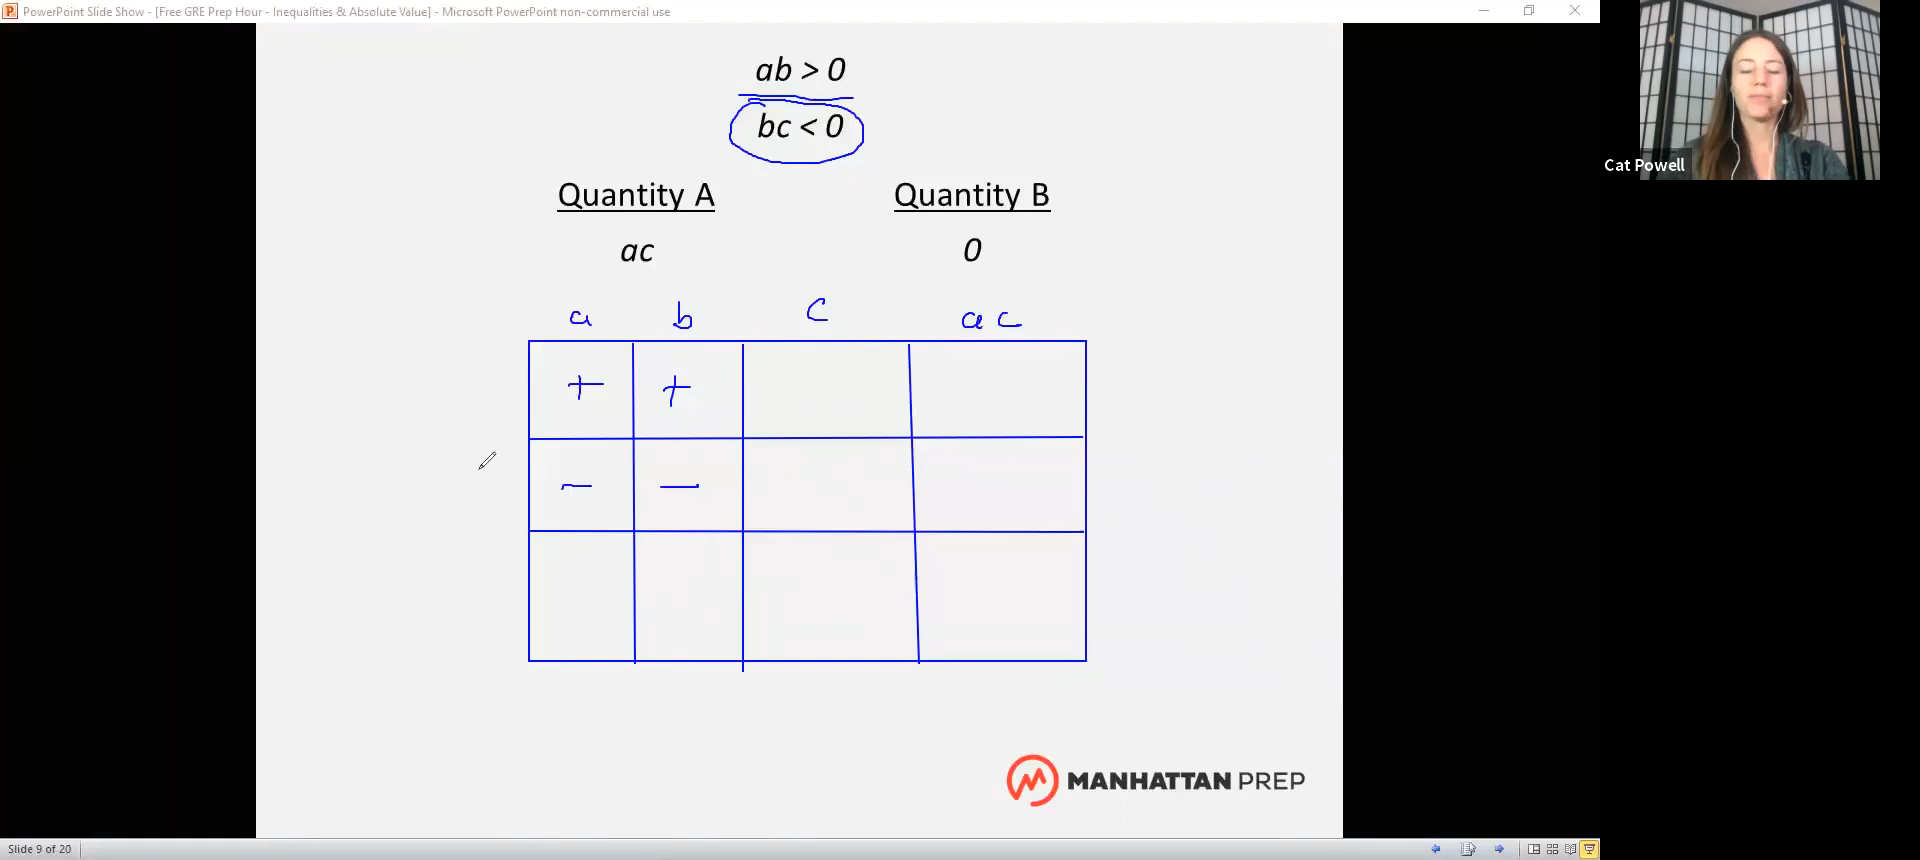 PowerPoint Slide Show - [Free GRE Prep Hour - Inequalities & Absolute Value] - Microsoft PowerPoint non-commercial use
ab > 0
bc < 0
Quantity A Quantity B
ac 0
a b c ac
+ +
− −
MANHATTAN PREP
Slide 9 of 20
Cat Powell